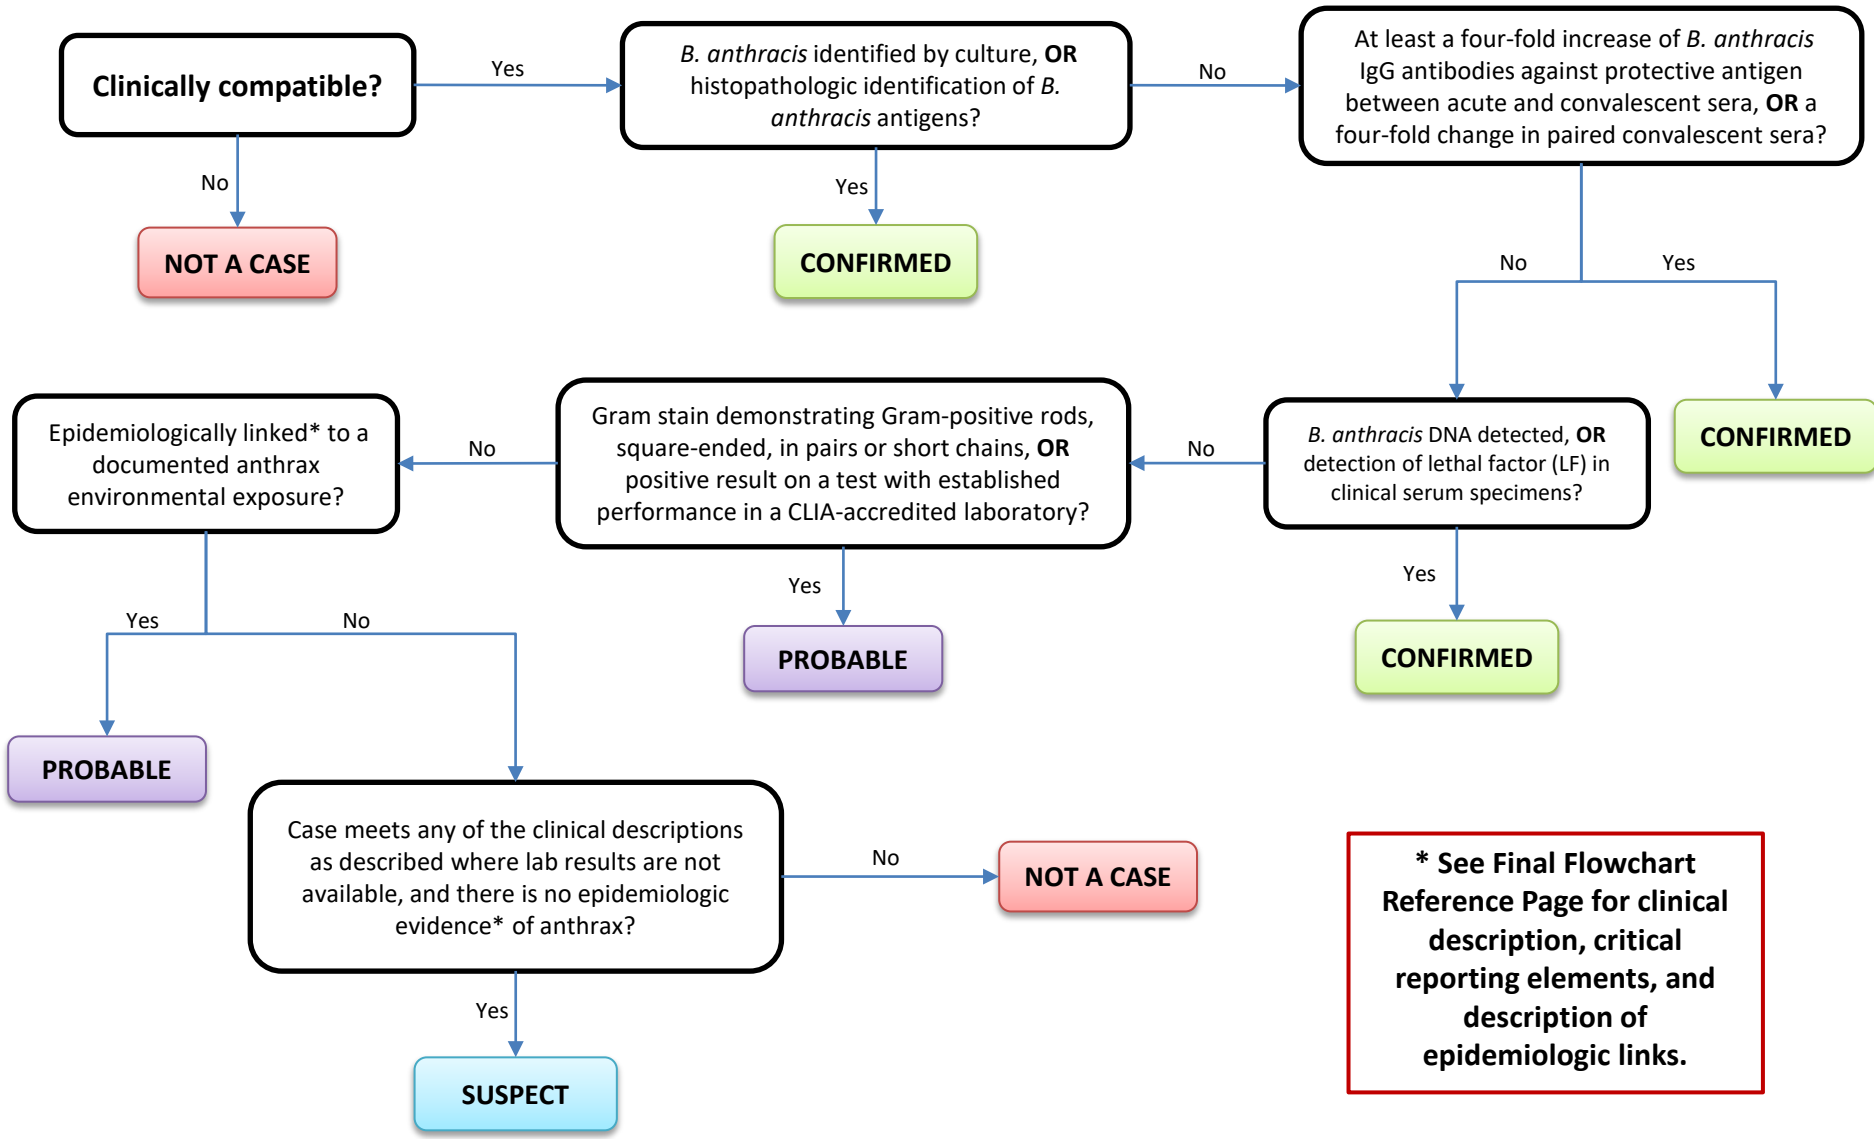 Clinically compatible?
Yes
B. anthracis identified by culture, OR
histopathologic identification of B.
anthracis antigens?
No
At least a four-fold increase of B. anthracis
IgG antibodies against protective antigen
between acute and convalescent sera, OR a
four-fold change in paired convalescent sera?
No
NOT A CASE
Yes
CONFIRMED
No
Yes
CONFIRMED
B. anthracis DNA detected, OR
detection of lethal factor (LF) in
clinical serum specimens?
No
Yes
CONFIRMED
Gram stain demonstrating Gram-positive rods,
square-ended, in pairs or short chains, OR
positive result on a test with established
performance in a CLIA-accredited laboratory?
No
Yes
PROBABLE
Epidemiologically linked* to a
documented anthrax
environmental exposure?
Yes
No
PROBABLE
Case meets any of the clinical descriptions
as described where lab results are not
available, and there is no epidemiologic
evidence* of anthrax?
No
NOT A CASE
Yes
SUSPECT
* See Final Flowchart
Reference Page for clinical
description, critical
reporting elements, and
description of
epidemiologic links.